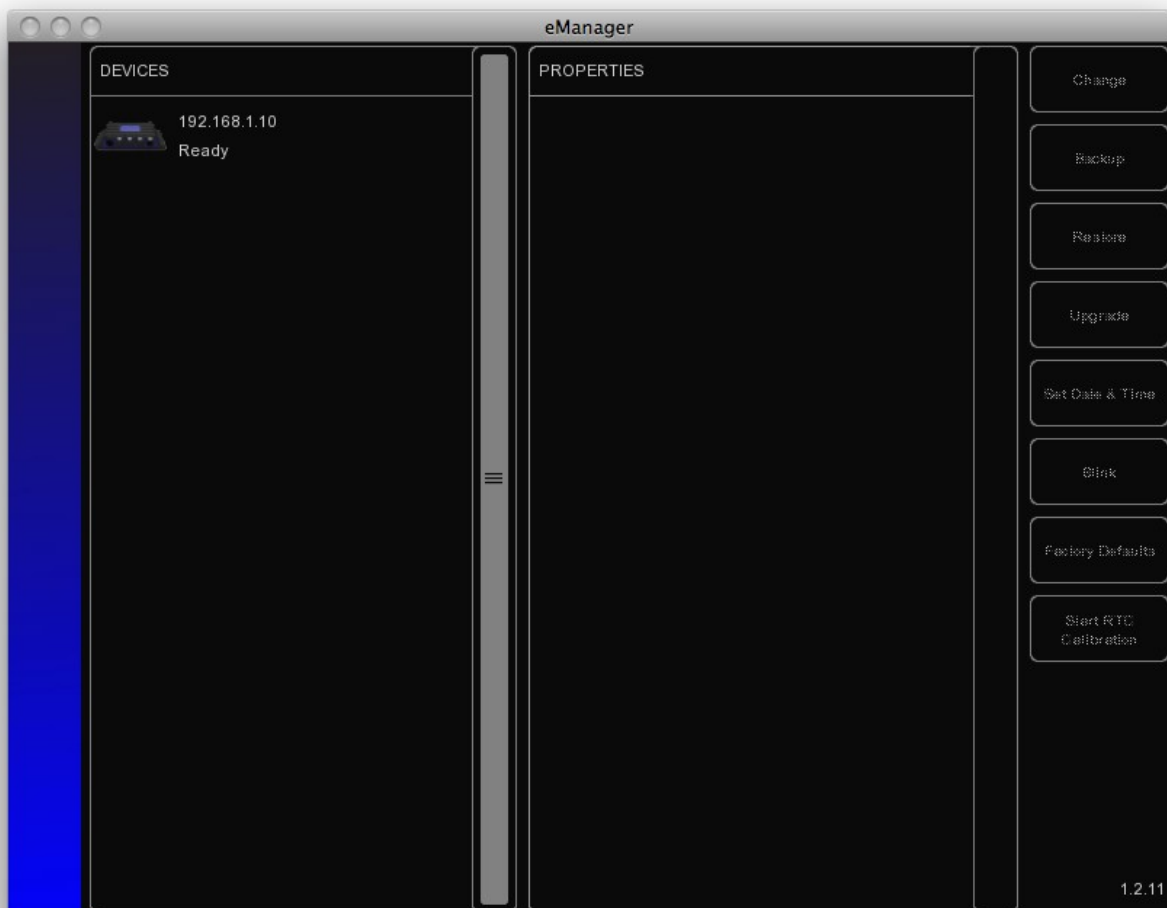 eManager
DEVICES
192.168.1.10
Ready
PROPERTIES
Change
Backup
Restore
Upgrade
Set Date & Time
Blink
Factory Defaults
Start RTC
Calibration
1.2.11